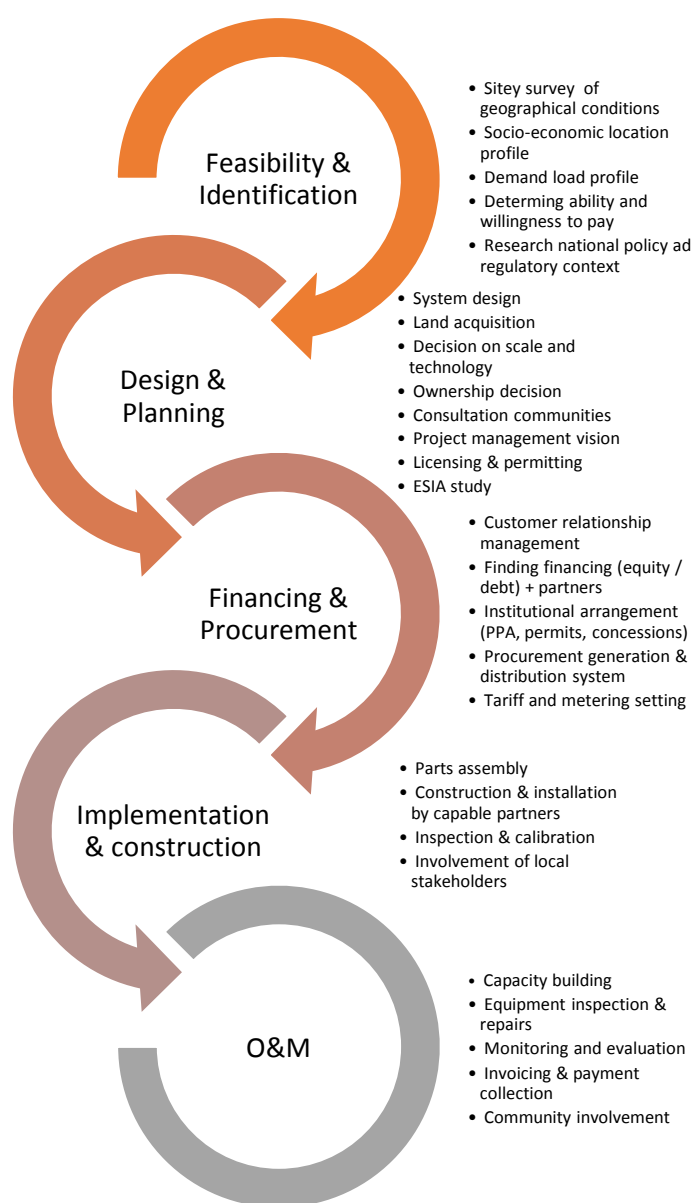 Feasibility &
Identification
• Sitey survey of
geographical conditions
• Socio-economic location
profile
• Demand load profile
• Determing ability and
willingness to pay
• Research national policy ad
regulatory context
Design &
Planning
• System design
• Land acquisition
• Decision on scale and
technology
• Ownership decision
• Consultation communities
• Project management vision
• Licensing & permitting
• ESIA study
Financing &
Procurement
• Customer relationship
management
• Finding financing (equity /
debt) + partners
• Institutional arrangement
(PPA, permits, concessions)
• Procurement generation &
distribution system
• Tariff and metering setting
Implementation
& construction
• Parts assembly
• Construction & installation
by capable partners
• Inspection & calibration
• Involvement of local
stakeholders
O&M
• Capacity building
• Equipment inspection &
repairs
• Monitoring and evaluation
• Invoicing & payment
collection
• Community involvement